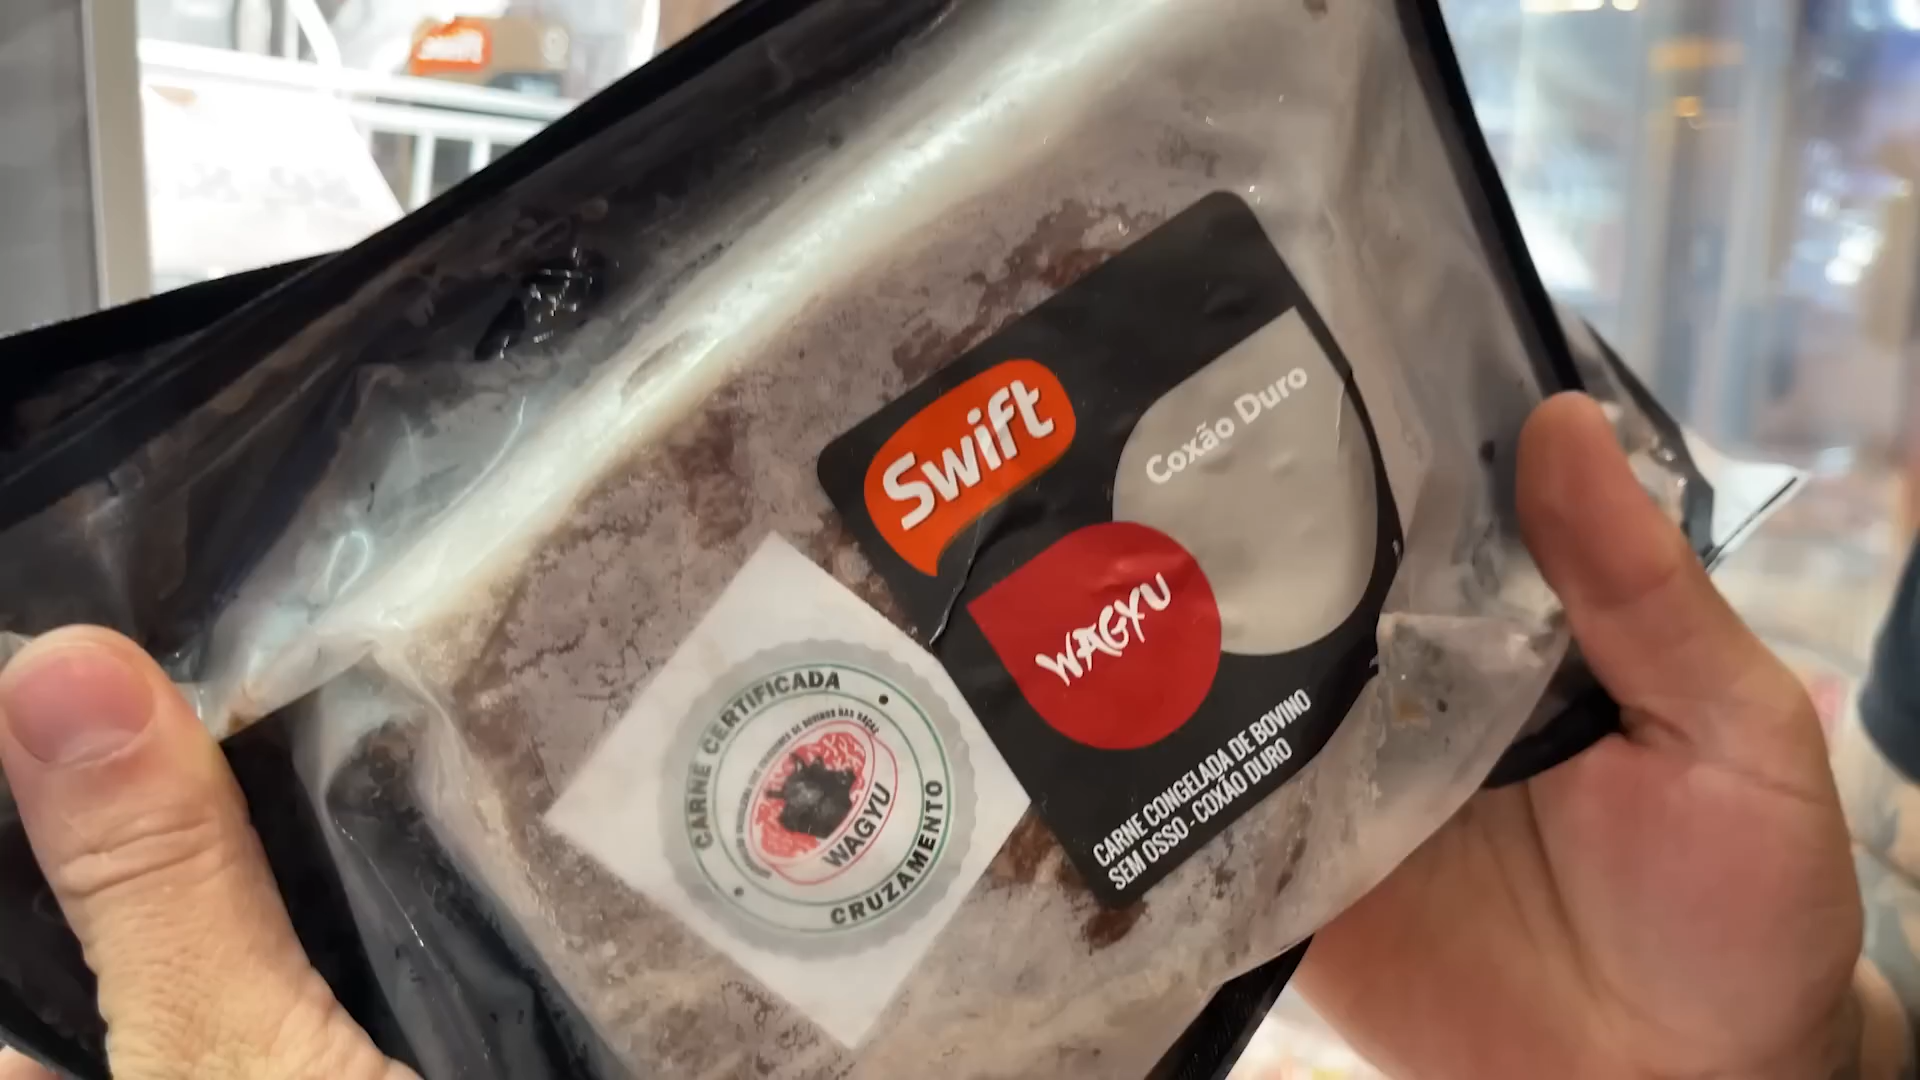 Swift
Swift
Coxão Duro
WAGYU
CARNE CONGELADA DE BOVINO
SEM OSSO - COXÃO DURO
CARNE CERTIFICADA
WAGYU
CRUZAMENTO